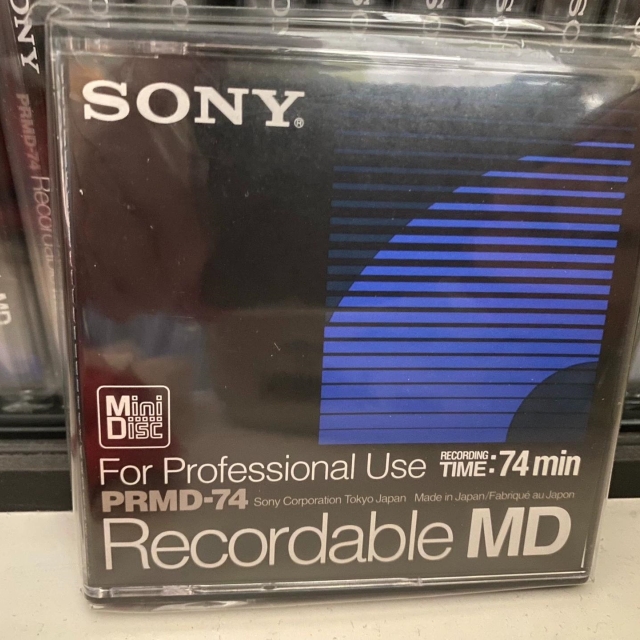 SONY®
Mini
Disc
For Professional Use RECORDING TIME: 74 min
PRMD-74 Sony Corporation Tokyo Japan Made in Japan/Fabriqué au Japon
Recordable MD
SONY
PRMD-74
MD